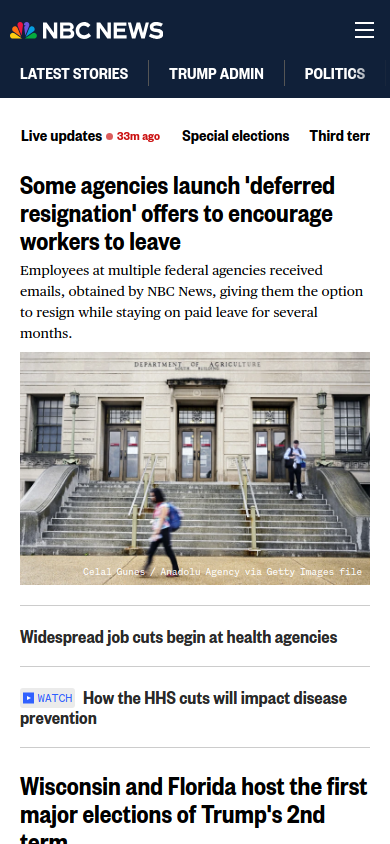 NBC NEWS
LATEST STORIES TRUMP ADMIN POLITICS
Live updates 33m ago Special elections Third terr
Some agencies launch 'deferred
resignation' offers to encourage
workers to leave
Employees at multiple federal agencies received
emails, obtained by NBC News, giving them the option
to resign while staying on paid leave for several
months.
DEPARTMENT OF AGRICULTURE
SOUTH BUILDING
Celal Gunes / Anadolu Agency via Getty Images file
Widespread job cuts begin at health agencies
WATCH How the HHS cuts will impact disease
prevention
Wisconsin and Florida host the first
major elections of Trump's 2nd
term